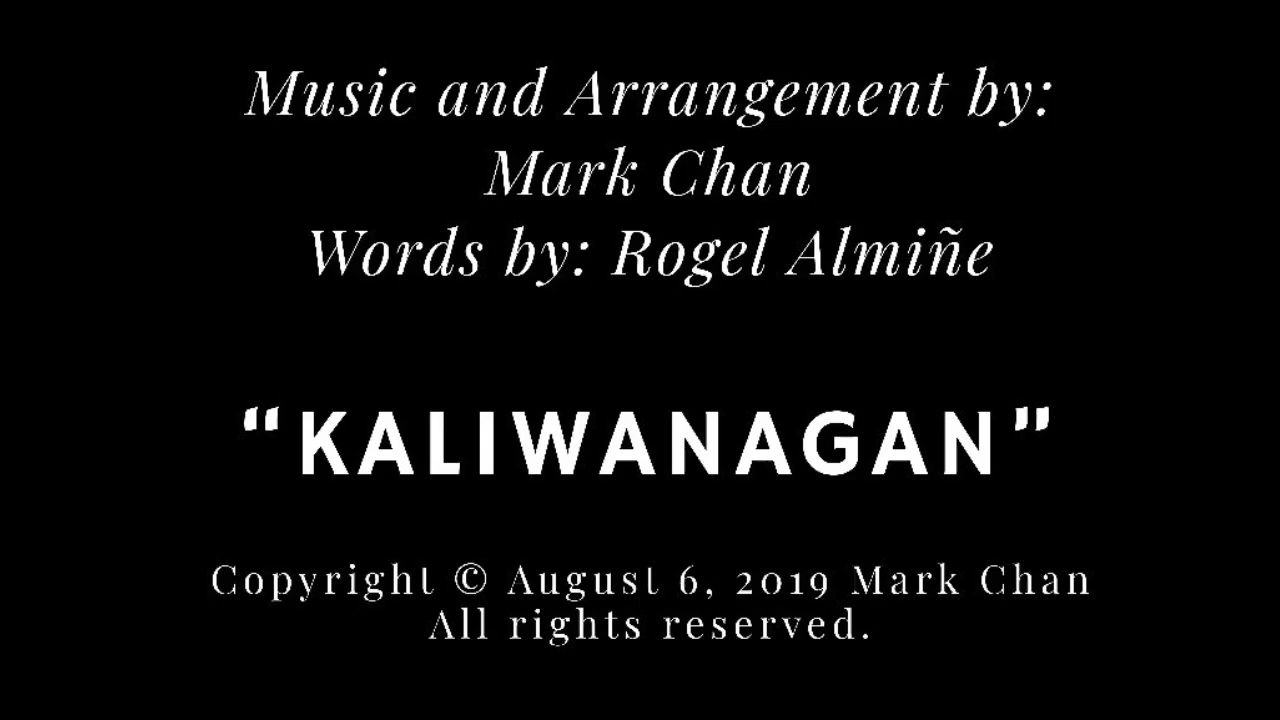 Music and Arrangement by:
Mark Chan
Words by: Rogel Almiñe
"KALIWANAGAN"
Copyright © August 6, 2019 Mark Chan
All rights reserved.